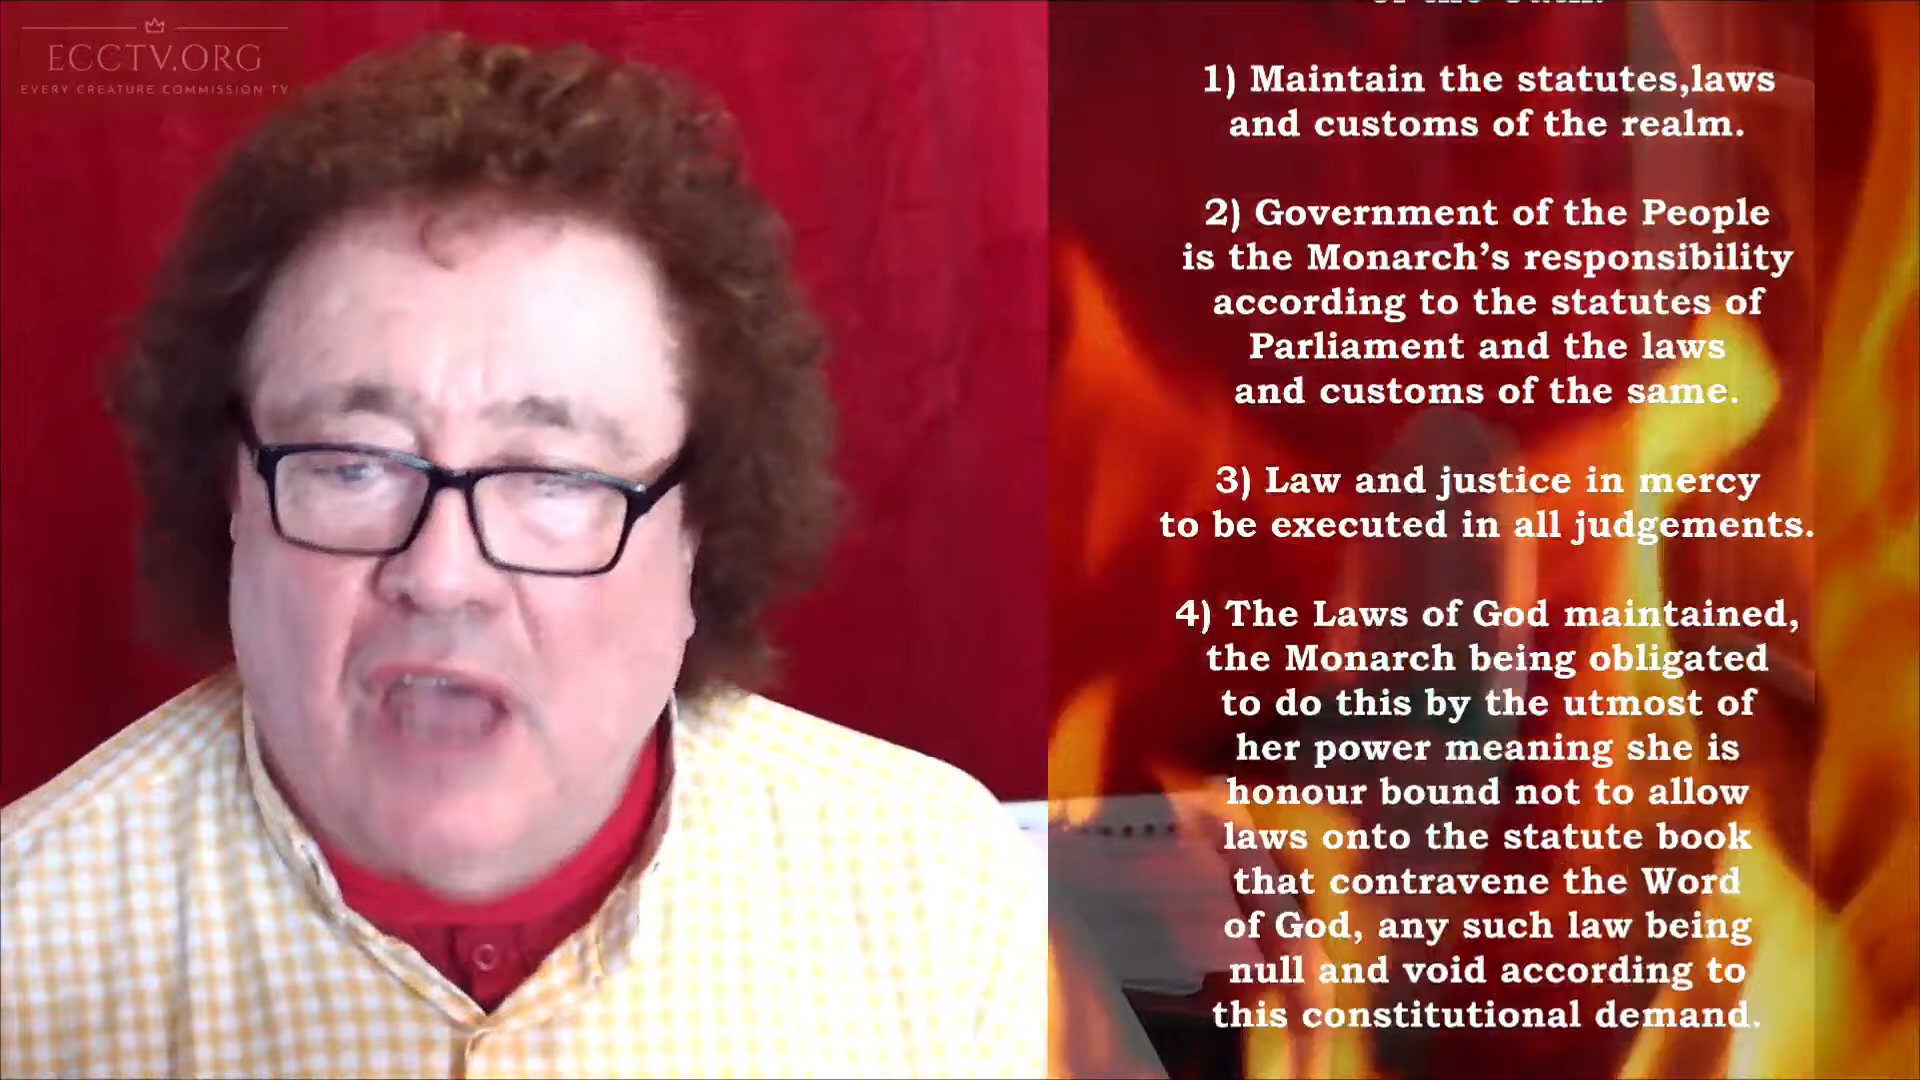 ECCTV.ORG
EVERY CREATURE COMMISSION TV
1) Maintain the statutes,laws
and customs of the realm.
2) Government of the People
is the Monarch’s responsibility
according to the statutes of
Parliament and the laws
and customs of the same.
3) Law and justice in mercy
to be executed in all judgements.
4) The Laws of God maintained,
the Monarch being obligated
to do this by the utmost of
her power meaning she is
honour bound not to allow
laws onto the statute book
that contravene the Word
of God, any such law being
null and void according to
this constitutional demand.